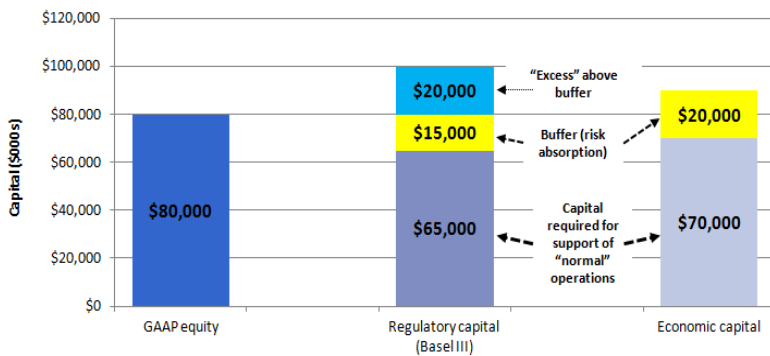 Capital ($000s)
$120,000
$100,000
$80,000
$60,000
$40,000
$20,000
$0
$80,000
$20,000
$15,000
$65,000
“Excess” above
buffer
Buffer (risk
absorption)
Capital
required for
support of
“normal”
operations
$20,000
$70,000
GAAP equity
Regulatory capital
(Basel III)
Economic capital